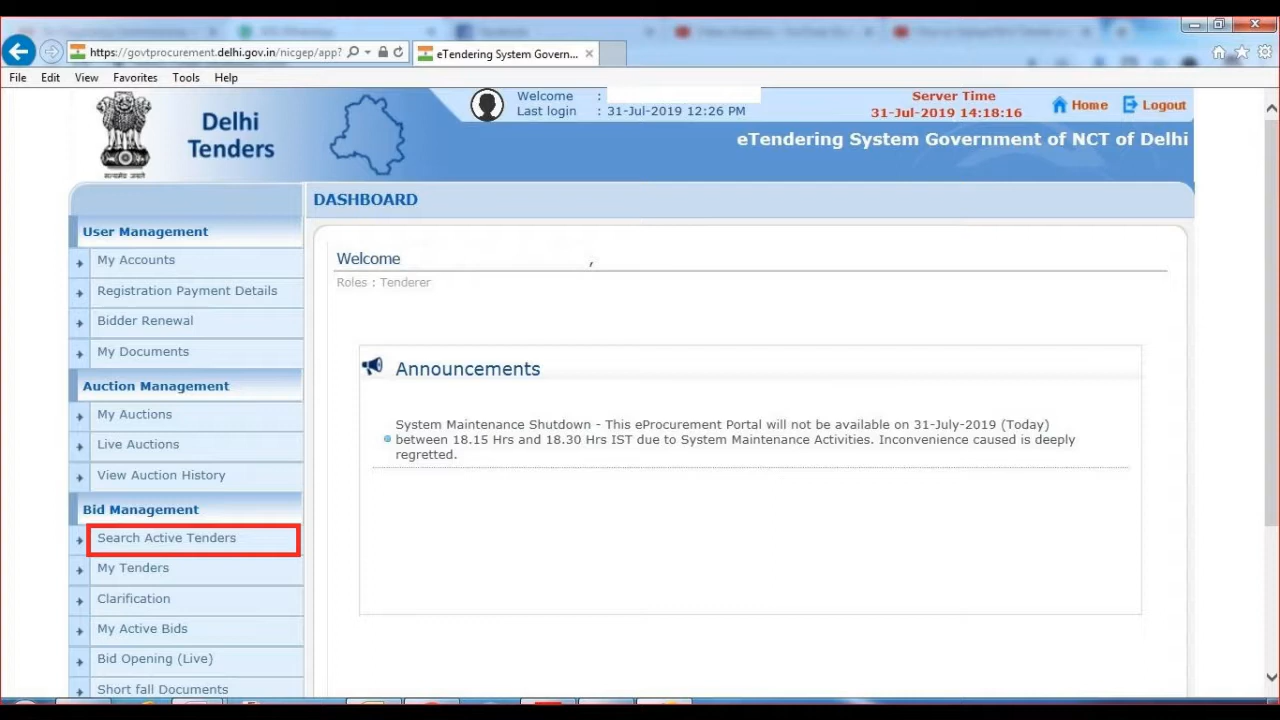 https://govtprocurement.delhi.gov.in/nicgep/app?
eTendering System Govern...
File Edit View Favorites Tools Help
Delhi
Tenders
Welcome :
Last login : 31-Jul-2019 12:26 PM
Server Time
31-Jul-2019 14:18:16
Home
Logout
eTendering System Government of NCT of Delhi
सत्यमेव जयते
DASHBOARD
User Management
My Accounts
Registration Payment Details
Bidder Renewal
My Documents
Auction Management
My Auctions
Live Auctions
View Auction History
Bid Management
Search Active Tenders
My Tenders
Clarification
My Active Bids
Bid Opening (Live)
Short fall Documents
Welcome ,
Roles : Tenderer
Announcements
System Maintenance Shutdown - This eProcurement Portal will not be available on 31-July-2019 (Today)
between 18.15 Hrs and 18.30 Hrs IST due to System Maintenance Activities. Inconvenience caused is deeply
regretted.